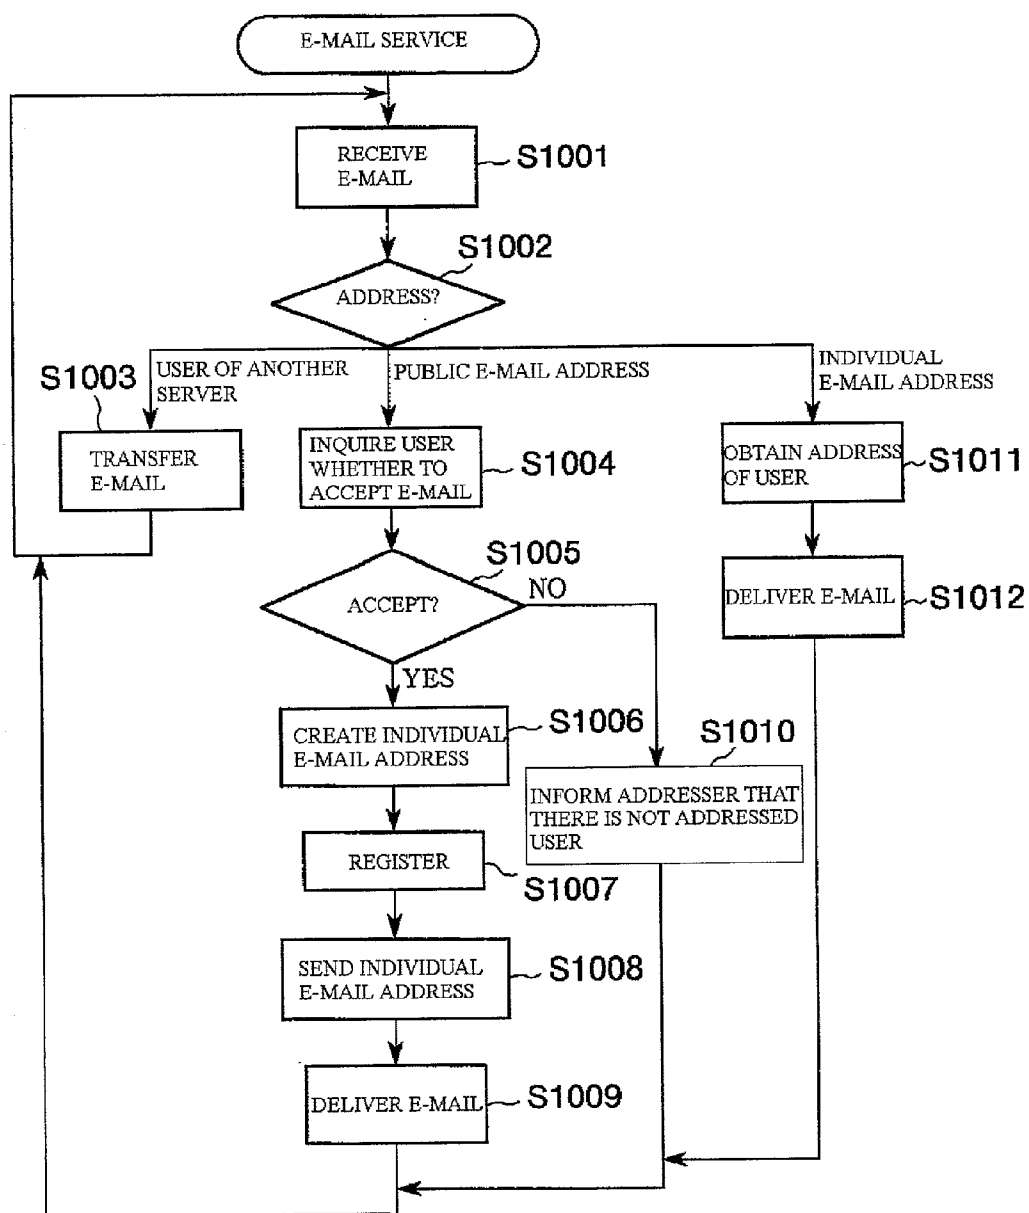 E-MAIL SERVICE
RECEIVE
E-MAIL
S1001
S1002
ADDRESS?
S1003
USER OF ANOTHER
SERVER
PUBLIC E-MAIL ADDRESS
INDIVIDUAL
E-MAIL ADDRESS
TRANSFER
E-MAIL
INQUIRE USER
WHETHER TO
ACCEPT E-MAIL
S1004
OBTAIN ADDRESS
OF USER
S1011
S1005
ACCEPT?
NO
DELIVER E-MAIL
S1012
YES
CREATE INDIVIDUAL
E-MAIL ADDRESS
S1006
S1010
INFORM ADDRESSER THAT
THERE IS NOT ADDRESSED
USER
REGISTER
S1007
SEND INDIVIDUAL
E-MAIL ADDRESS
S1008
DELIVER E-MAIL
S1009